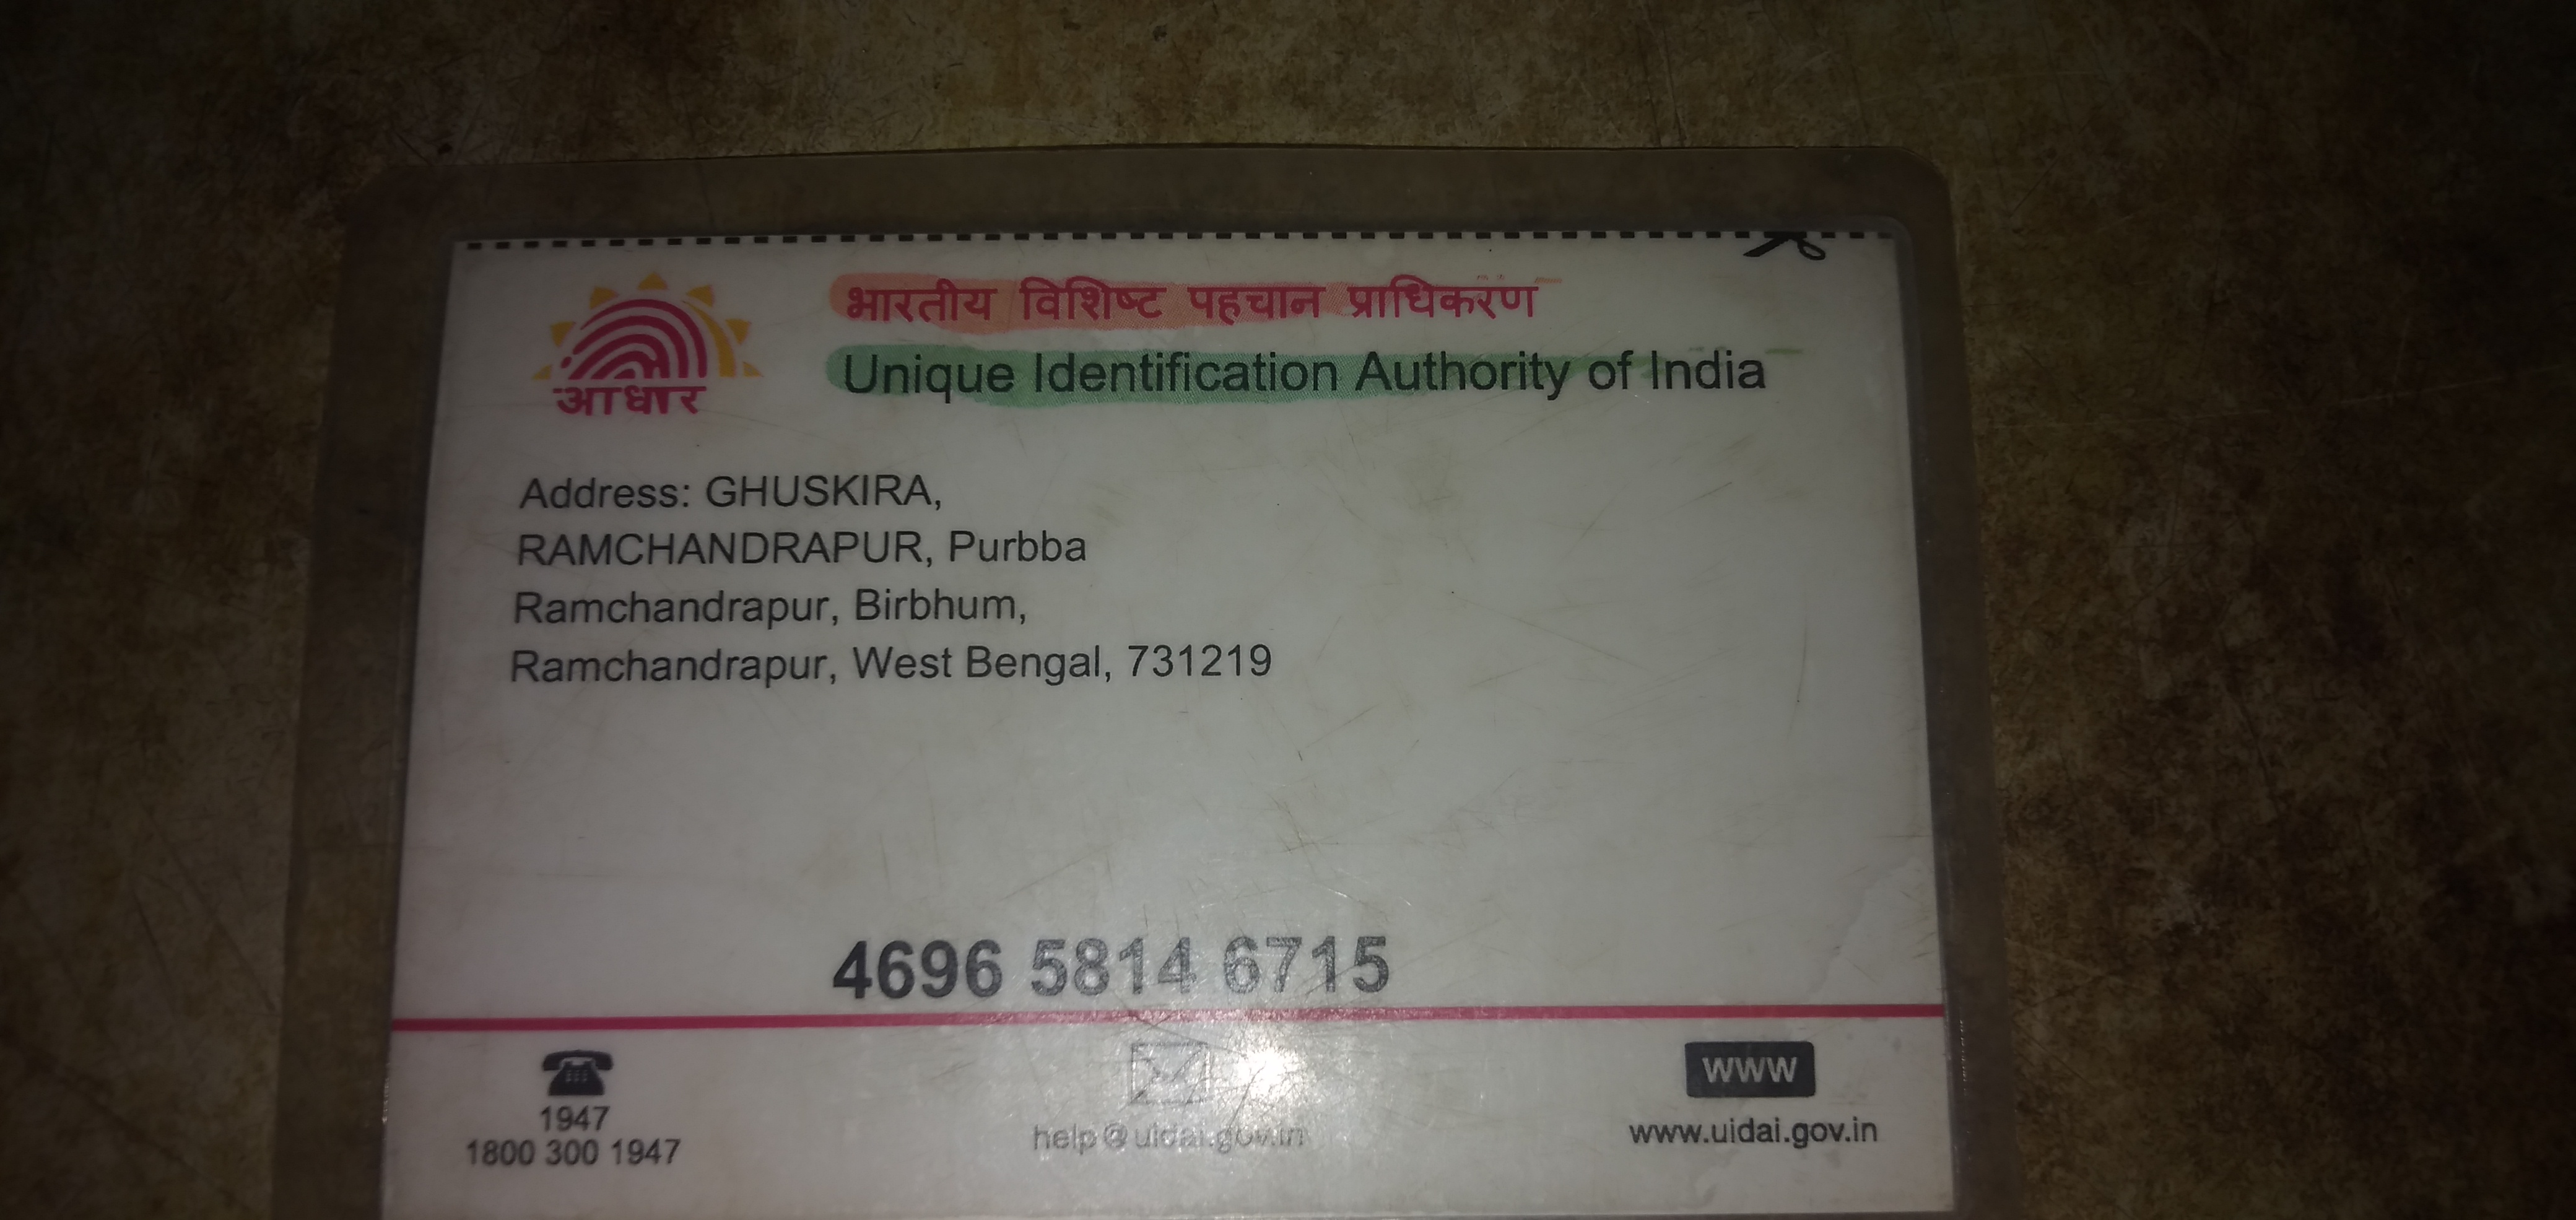 भारतीय विशिष्ट पहचान प्राधिकरण
Unique Identification Authority of India
आधार
Address: GHUSKIRA,
RAMCHANDRAPUR, Purbba
Ramchandrapur, Birbhum,
Ramchandrapur, West Bengal, 731219
4696 5814 6715
1947
1800 300 1947
help@uidai.gov.in
www
www.uidai.gov.in